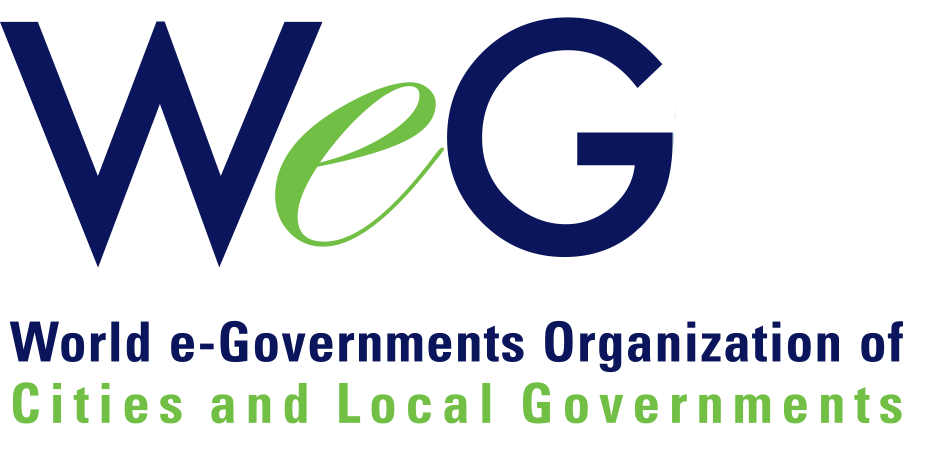 WeG
World e-Governments Organization of
Cities and Local Governments